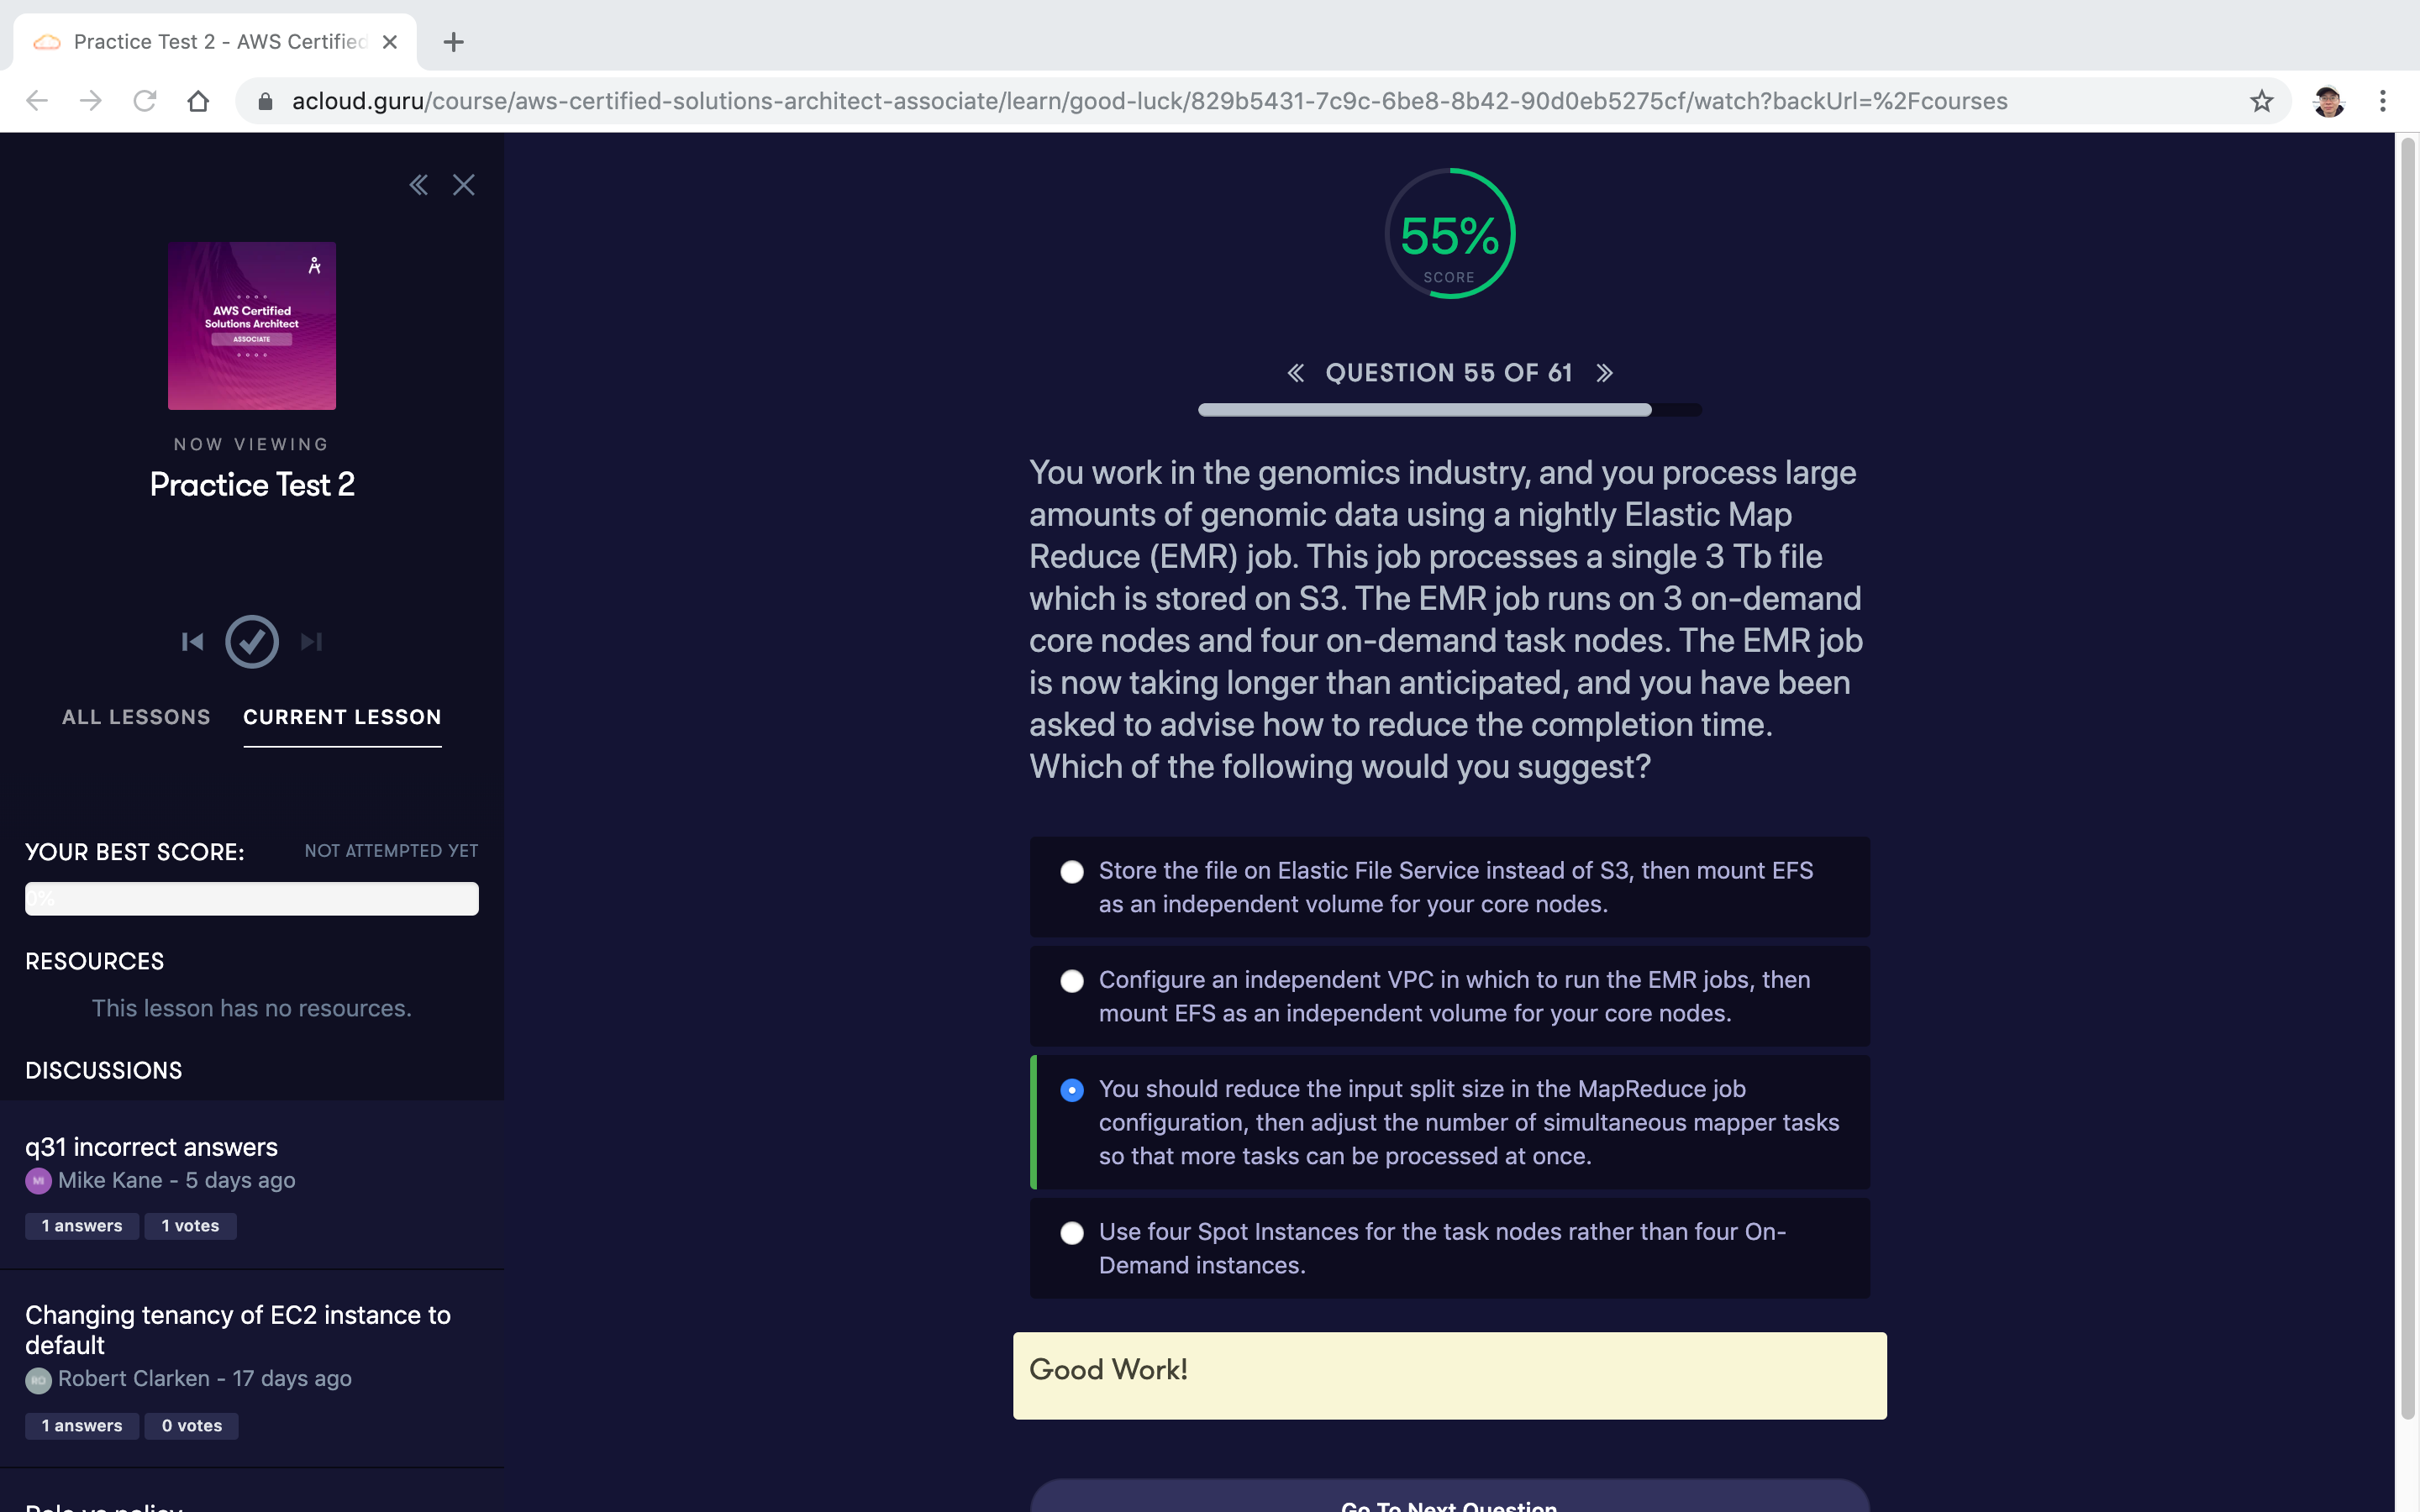 Practice Test 2 - AWS Certified
acloud.guru/course/aws-certified-solutions-architect-associate/learn/good-luck/829b5431-7c9c-6be8-8b42-90d0eb5275cf/watch?backUrl=%2Fcourses
AWS Certified
Solutions Architect
ASSOCIATE
NOW VIEWING
Practice Test 2
ALL LESSONS
CURRENT LESSON
YOUR BEST SCORE:
NOT ATTEMPTED YET
0%
RESOURCES
This lesson has no resources.
DISCUSSIONS
q31 incorrect answers
MI
Mike Kane - 5 days ago
1 answers
1 votes
Changing tenancy of EC2 instance to
default
RO
Robert Clarken - 17 days ago
1 answers
0 votes
55%
SCORE
QUESTION 55 OF 61
You work in the genomics industry, and you process large
amounts of genomic data using a nightly Elastic Map
Reduce (EMR) job. This job processes a single 3 Tb file
which is stored on S3. The EMR job runs on 3 on-demand
core nodes and four on-demand task nodes. The EMR job
is now taking longer than anticipated, and you have been
asked to advise how to reduce the completion time.
Which of the following would you suggest?
Store the file on Elastic File Service instead of S3, then mount EFS
as an independent volume for your core nodes.
Configure an independent VPC in which to run the EMR jobs, then
mount EFS as an independent volume for your core nodes.
You should reduce the input split size in the MapReduce job
configuration, then adjust the number of simultaneous mapper tasks
so that more tasks can be processed at once.
Use four Spot Instances for the task nodes rather than four On-
Demand instances.
Good Work!
Go To Next Question